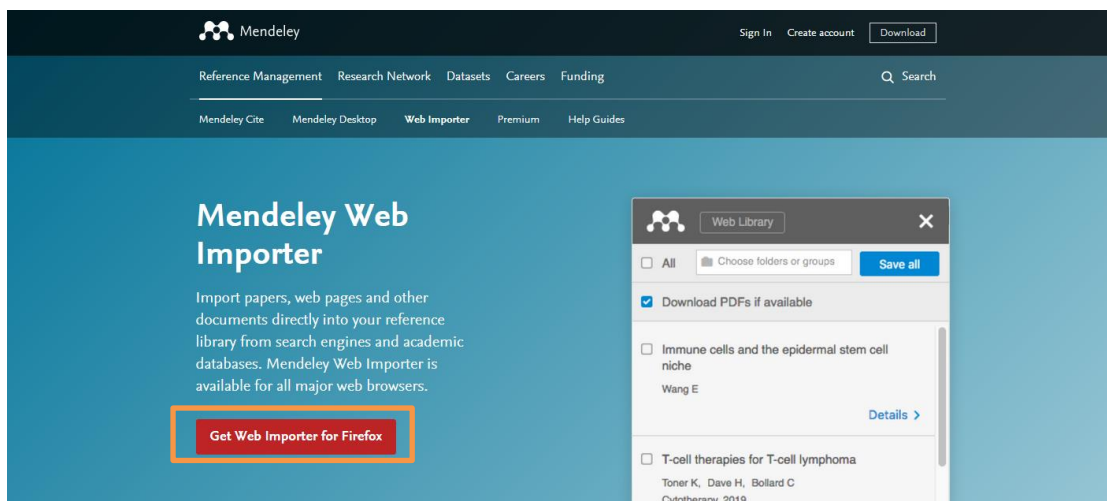 Mendeley
Sign In Create account Download
Reference Management Research Network Datasets Careers Funding Search
Mendeley Cite Mendeley Desktop Web Importer Premium Help Guides
Mendeley Web
Importer
Import papers, web pages and other
documents directly into your reference
library from search engines and academic
databases. Mendeley Web Importer is
available for all major web browsers.
Get Web Importer for Firefox
Web Library
All Choose folders or groups Save all
Download PDFs if available
Immune cells and the epidermal stem cell
niche
Wang E
Details
T-cell therapies for T-cell lymphoma
Toner K, Dave H, Bollard C
Cytotherapy, 2019